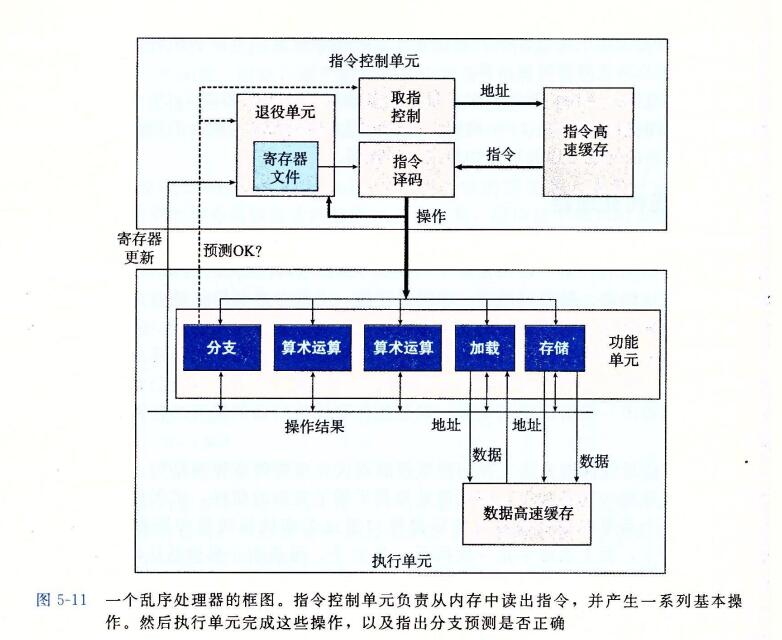 指令控制单元
退役单元
取指
控制
地址
指令高
速缓存
寄存器
文件
指令
译码
指令
操作
寄存器
更新
预测OK?
分支
算术运算
算术运算
加载
存储
功能
单元
操作结果
地址
地址
数据
数据
数据高速缓存
执行单元
图 5-11 一个乱序处理器的框图。指令控制单元负责从内存中读出指令，并产生一系列基本操
作。然后执行单元完成这些操作，以及指出分支预测是否正确